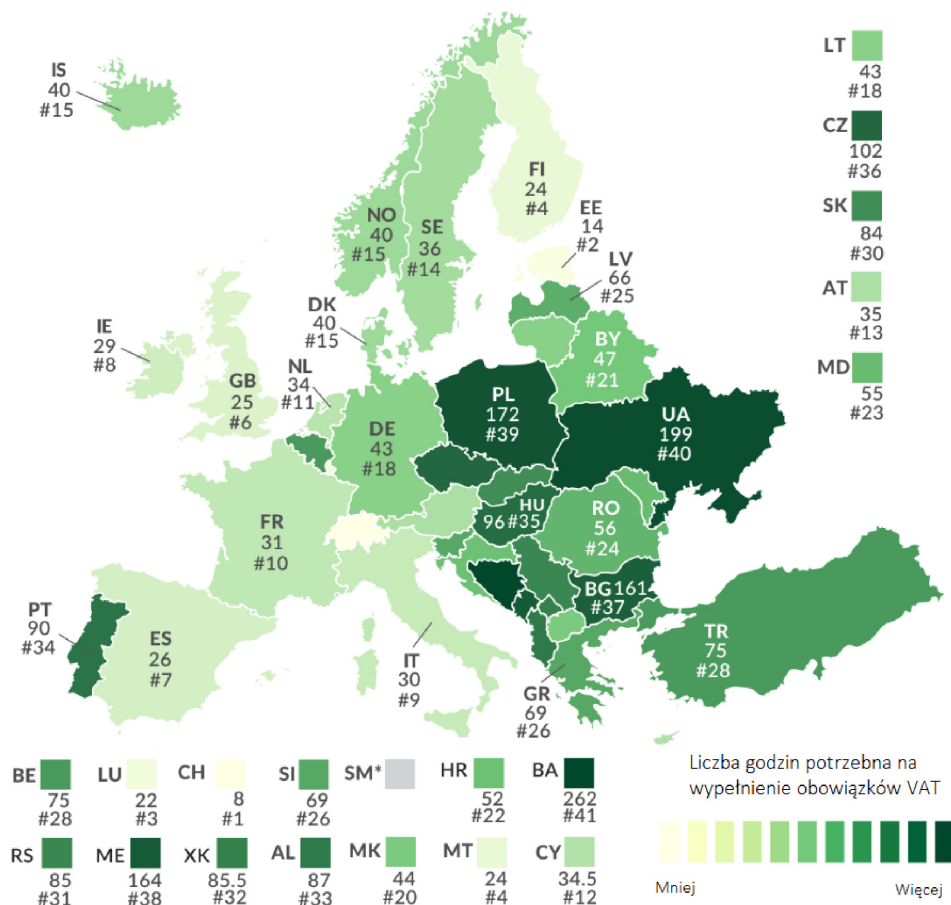 IS
40
#15
NO
40
#15
SE
36
#14
FI
24
#4
EE
14
#2
LV
66
#25
LT
43
#18
CZ
102
#36
SK
84
#30
AT
35
#13
MD
55
#23
IE
29
#8
GB
25
#6
DK
40
#15
NL
34
#11
DE
43
#18
PL
172
#39
BY
47
#21
UA
199
#40
FR
31
#10
HU
96 #35
RO
56
#24
BG 161
#37
PT
90
#34
ES
26
#7
IT
30
#9
GR
69
#26
TR
75
#28
BE
75
#28
LU
22
#3
CH
8
#1
SI
69
#26
SM*
HR
52
#22
BA
262
#41
RS
85
#31
ME
164
#38
XK
85.5
#32
AL
87
#33
MK
44
#20
MT
24
#4
CY
34.5
#12
Liczba godzin potrzebna na
wypełnienie obowiązków VAT
Mniej
Więcej